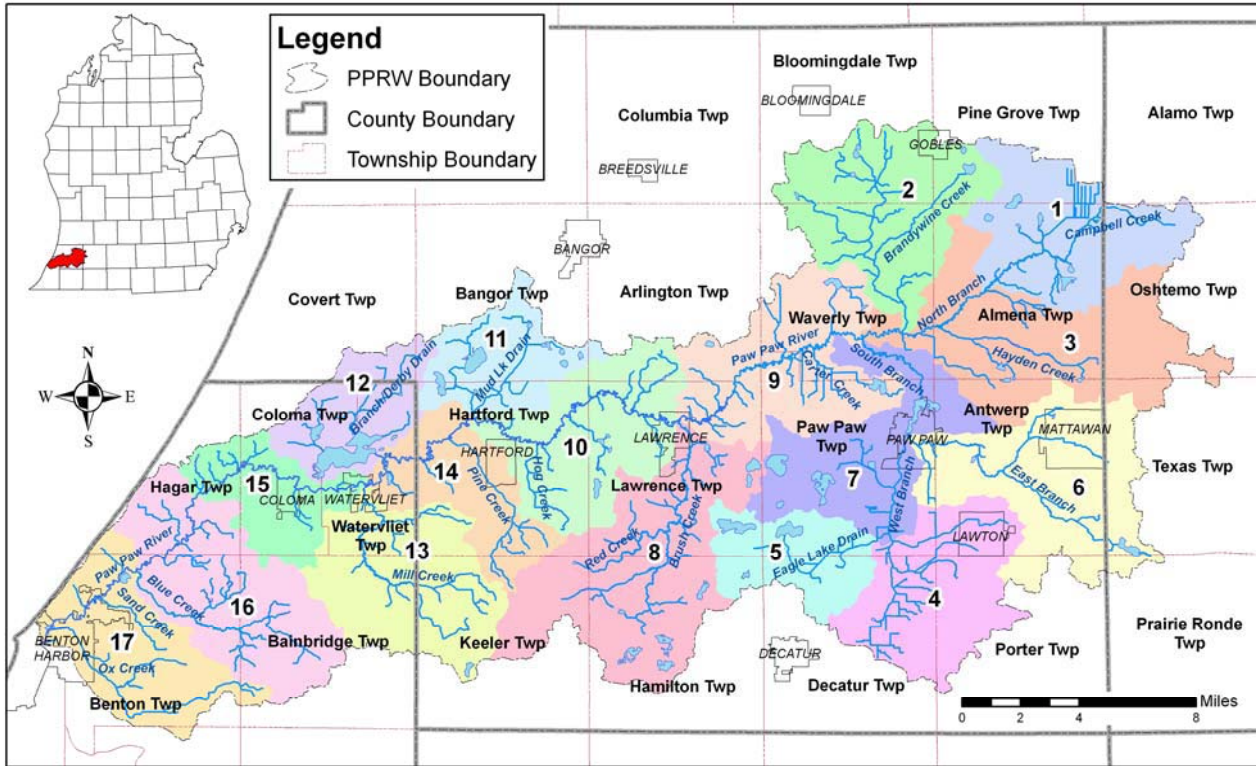 Legend
PPRW Boundary
County Boundary
Township Boundary
Bloomingdale Twp
BLOOMINGDALE
Columbia Twp
Pine Grove Twp
Alamo Twp
GOBLES
BREEDSVILLE
2
1
Brandywine Creek
Campbell Creek
BANGOR
Covert Twp
Bangor Twp
Arlington Twp
Oshtemo Twp
North Branch
Waverly Twp
Almena Twp
11
3
Paw Paw River
South Branch
Hayden Creek
N
W
E
S
12
Branch/Derby Drain
Mud Lk Drain
9
Carter Creek
Coloma Twp
Hartford Twp
Antwerp
Twp
MATTAWAN
Paw Paw
Twp
PAW PAW
LAWRENCE
HARTFORD
10
14
Hog Creek
Pine Creek
15
Hagar Twp
COLOMA
WATERVLIET
Lawrence Twp
7
West Branch
East Branch
6
Texas Twp
Watervliet
Twp
13
Brush Creek
Red Creek
8
5
Eagle Lake Drain
LAWTON
Paw Paw River
Mill Creek
Blue Creek
Sand Creek
16
4
BENTON
HARBOR
17
Bainbridge Twp
Keeler Twp
DECATUR
Porter Twp
Prairie Ronde
Twp
Ox Creek
Benton Twp
Hamilton Twp
Decatur Twp
Miles
0 2 4 8